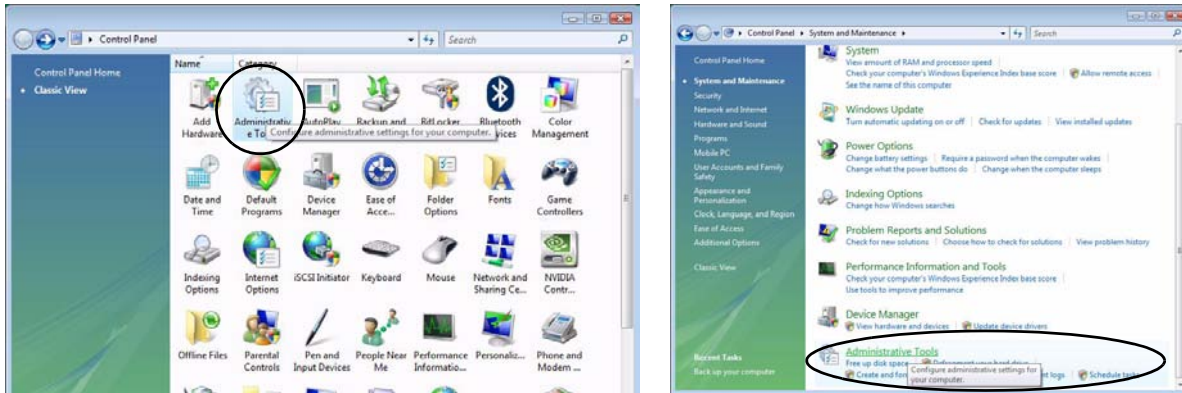 Control Panel
Search
Control Panel Home
Classic View
Name Category
Add Hardware
Administrativ e To
AutoPlay
Backup and
BitLocker
Bluetooth vices
Color Management
Configure administrative settings for your computer.
Date and Time
Default Programs
Device Manager
Ease of Acce...
Folder Options
Fonts
Game Controllers
Indexing Options
Internet Options
iSCSI Initiator
Keyboard
Mouse
Network and Sharing Ce...
NVIDIA Contr...
Offline Files
Parental Controls
Pen and Input Devices
People Near Me
Performance Informatio...
Personaliz...
Phone and Modem ...
Control Panel System and Maintenance
Search
Control Panel Home
System and Maintenance
Security
Network and Internet
Hardware and Sound
Programs
Mobile PC
User Accounts and Family Safety
Appearance and Personalization
Clock, Language, and Region
Ease of Access
Additional Options
Classic View
Recent Tasks
Back up your computer
System
View amount of RAM and processor speed
Check your computer's Windows Experience Index base score Allow remote access
See the name of this computer
Windows Update
Turn automatic updating on or off Check for updates View installed updates
Power Options
Change battery settings Require a password when the computer wakes
Change what the power buttons do Change when the computer sleeps
Indexing Options
Change how Windows searches
Problem Reports and Solutions
Check for new solutions Choose how to check for solutions View problem history
Performance Information and Tools
Check your computer's Windows Experience Index base score
Use tools to improve performance
Device Manager
View hardware and devices Update device drivers
Administrative Tools
Free up disk space Defragment your hard drive
Create and for t logs Schedule tasks
Configure administrative settings for your computer.